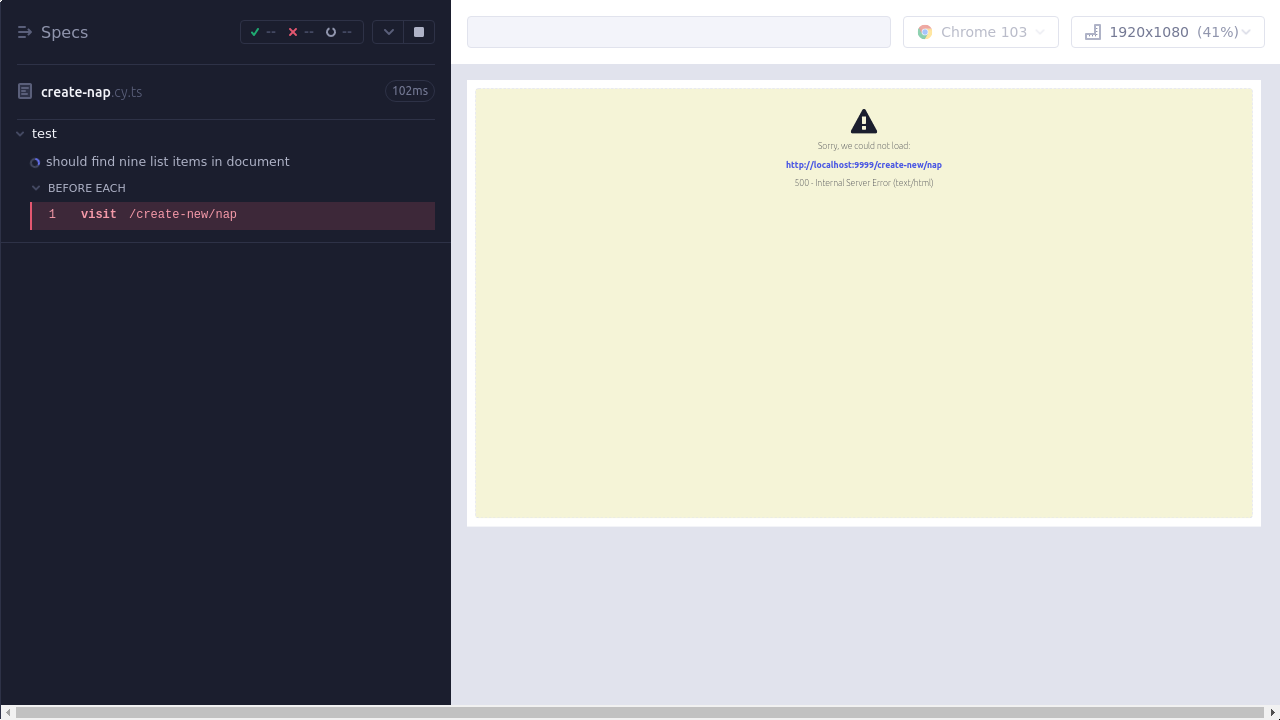 Specs
--
--
--
create-nap.cy.ts
102ms
test
should find nine list items in document
BEFORE EACH
1 visit /create-new/nap
Chrome 103
1920x1080 (41%)
Sorry, we could not load:
http://localhost:9999/create-new/nap
500 - Internal Server Error (text/html)